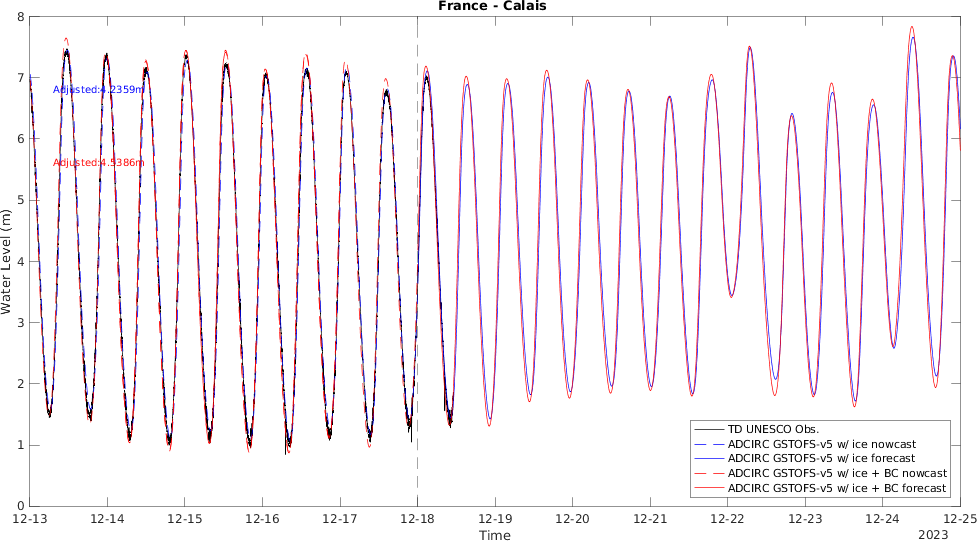 France - Calais
Water Level (m)
8
7
6
5
4
3
2
1
0
Adjusted:4.2359m
Adjusted:4.5386m
TD UNESCO Obs.
ADCIRC GSTOFS-v5 w/ ice nowcast
ADCIRC GSTOFS-v5 w/ ice forecast
ADCIRC GSTOFS-v5 w/ ice + BC nowcast
ADCIRC GSTOFS-v5 w/ ice + BC forecast
12-13 12-14 12-15 12-16 12-17 12-18 12-19 12-20 12-21 12-22 12-23 12-24 12-25
Time
2023